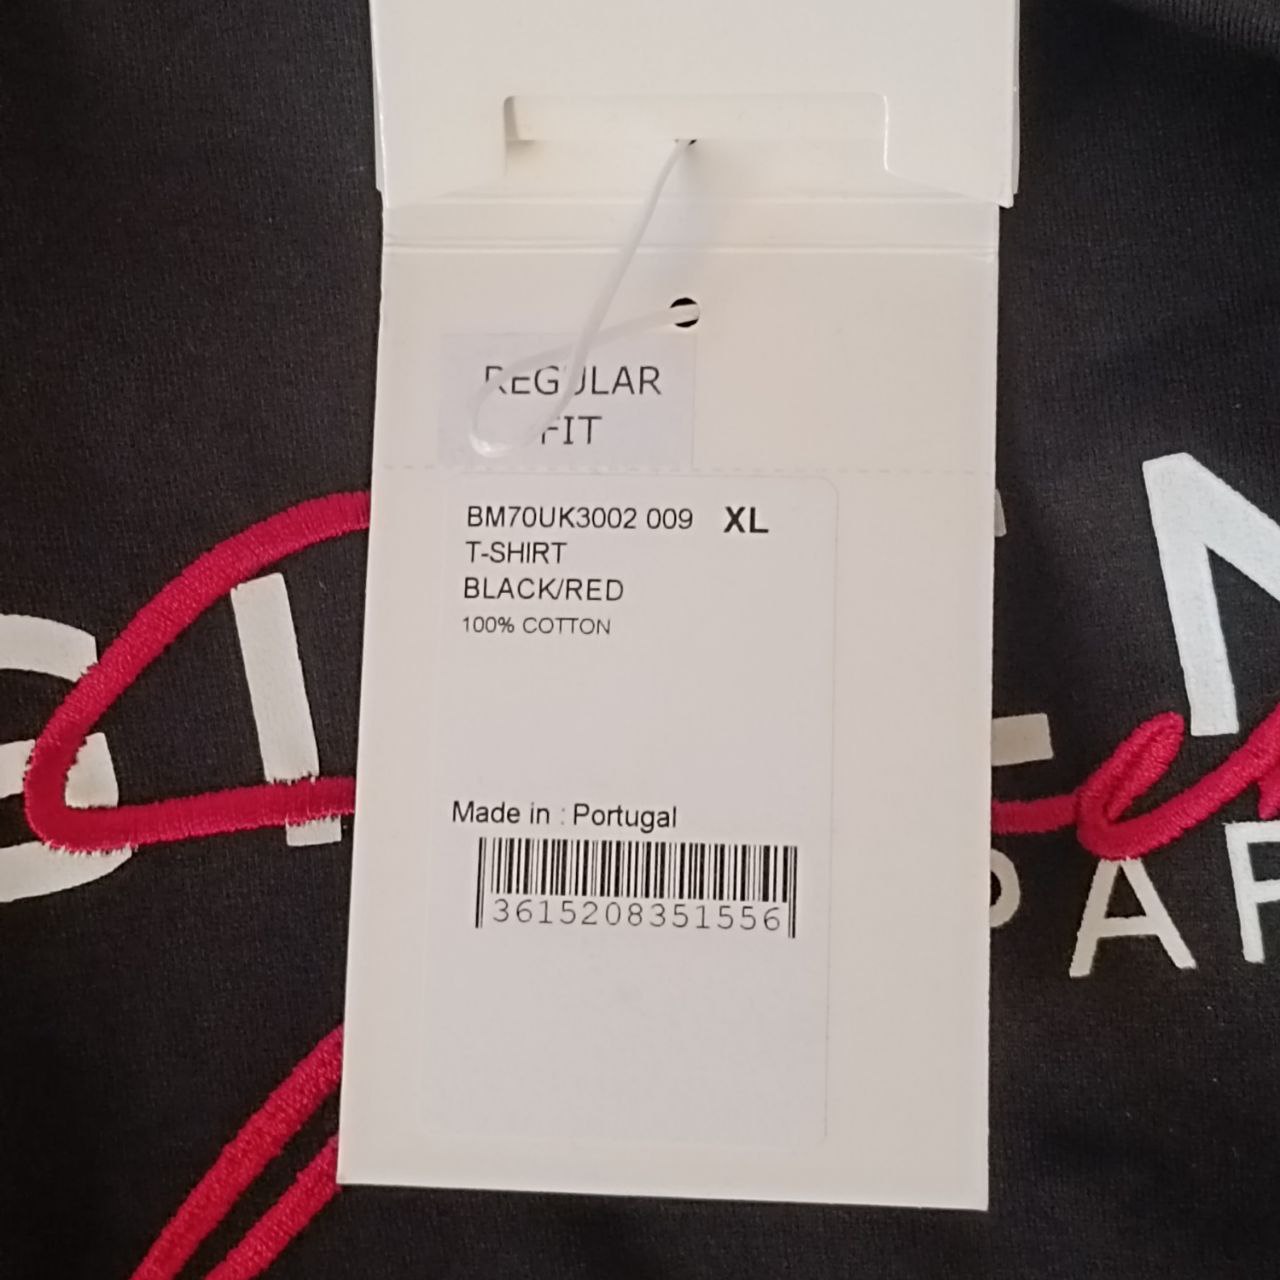 REGULAR
FIT
BM70UK3002 009 XL
T-SHIRT
BLACK/RED
100% COTTON
Made in : Portugal
3615208351556